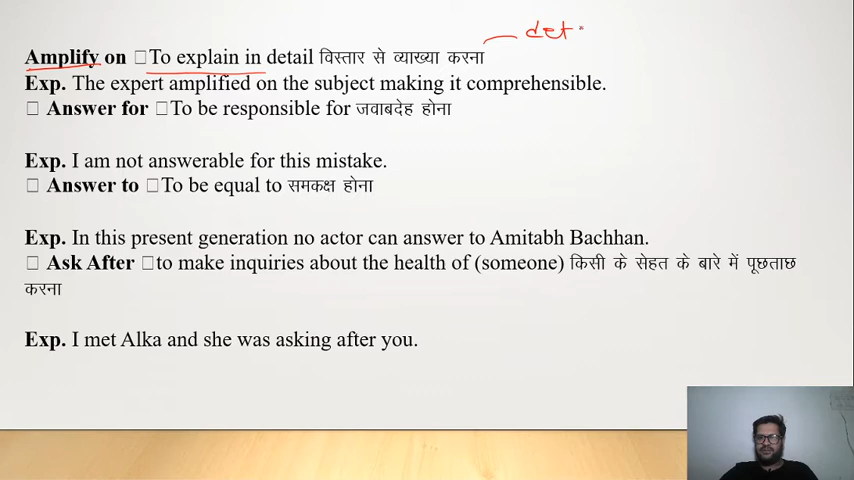 det
Amplify on □To explain in detail विस्तार से व्याख्या करना
Exp. The expert amplified on the subject making it comprehensible.
□ Answer for □To be responsible for जवाबदेह होना
Exp. I am not answerable for this mistake.
□ Answer to □To be equal to समकक्ष होना
Exp. In this present generation no actor can answer to Amitabh Bachhan.
□ Ask After □to make inquiries about the health of (someone) किसी के सेहत के बारे में पूछताछ
करना
Exp. I met Alka and she was asking after you.